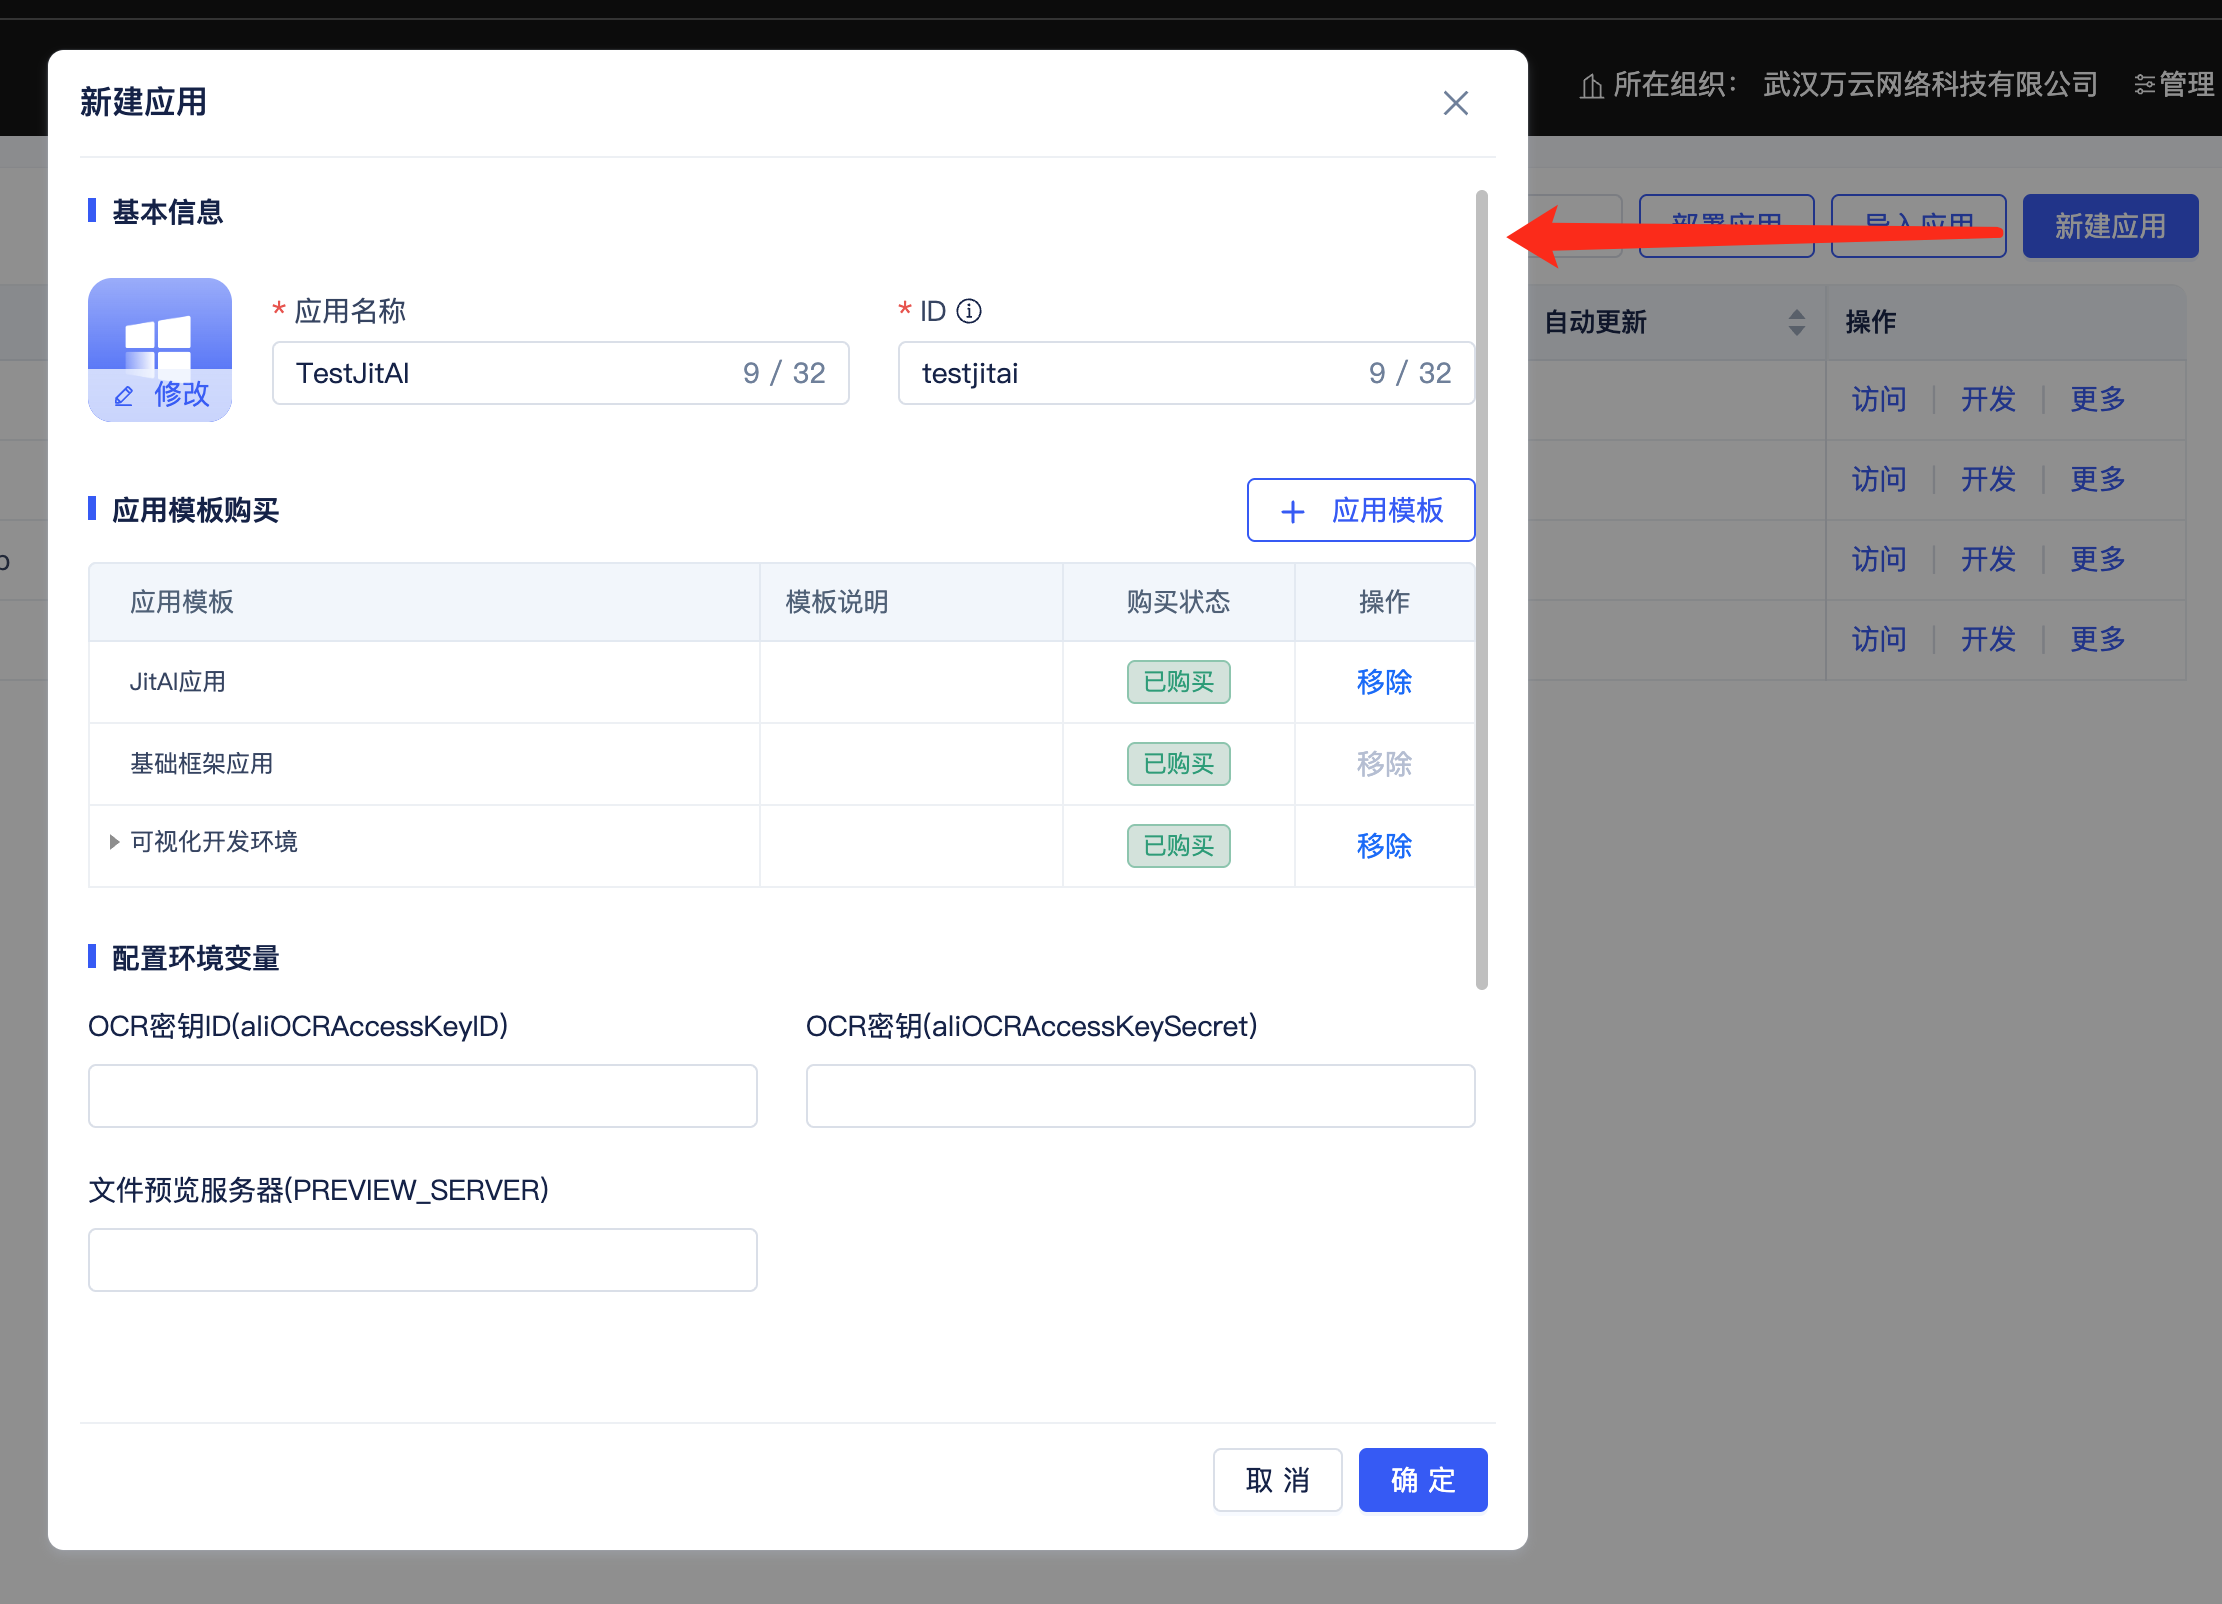 所在组织： 武汉万云网络科技有限公司 管理
新建应用
部署应用 导入应用 新建应用
基本信息
修改
* 应用名称
TestJitAI 9 / 32
* ID
testjitai 9 / 32
自动更新 操作
访问 开发 更多
访问 开发 更多
访问 开发 更多
访问 开发 更多
应用模板购买
+ 应用模板
应用模板 模板说明 购买状态 操作
JitAI应用 已购买 移除
基础框架应用 已购买 移除
可视化开发环境 已购买 移除
配置环境变量
OCR密钥ID(aliOCRAccessKeyID) OCR密钥(aliOCRAccessKeySecret)
文件预览服务器(PREVIEW_SERVER)
取 消 确 定